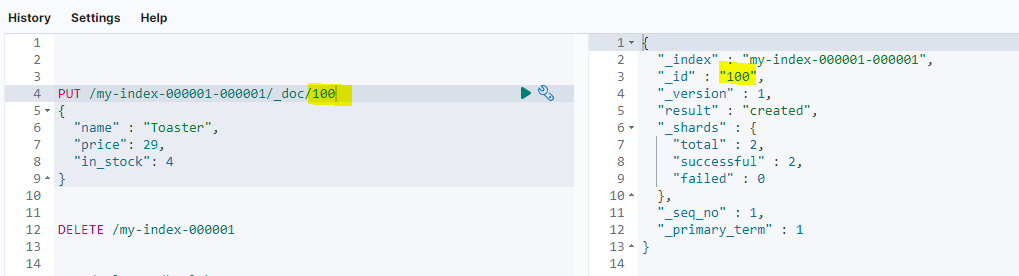 History Settings Help
1
2
3
4 PUT /my-index-000001-000001/_doc/100
5 {
6 "name" : "Toaster",
7 "price": 29,
8 "in_stock": 4
9 }
10
11
12 DELETE /my-index-000001
13
14
1 {
2 "_index" : "my-index-000001-000001",
3 "_id" : "100",
4 "_version" : 1,
5 "result" : "created",
6 "_shards" : {
7 "total" : 2,
8 "successful" : 2,
9 "failed" : 0
10 },
11 "_seq_no" : 1,
12 "_primary_term" : 1
13 }
14